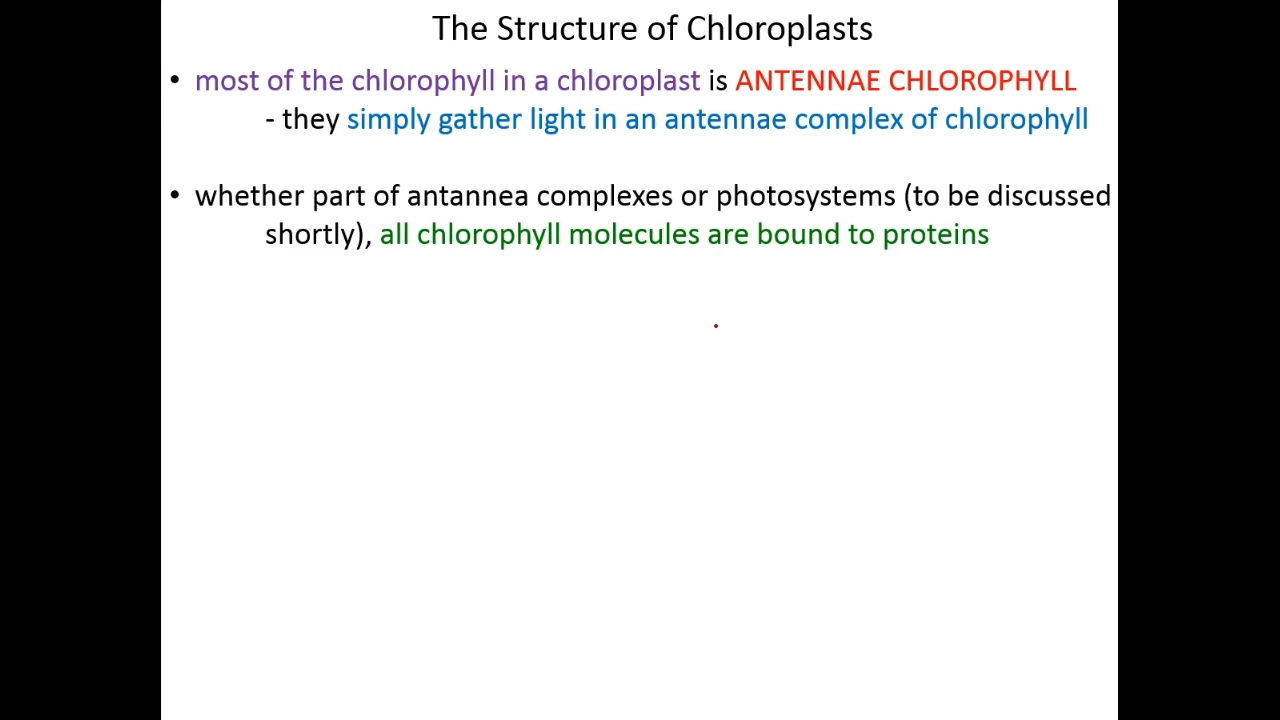 The Structure of Chloroplasts
• most of the chlorophyll in a chloroplast is ANTENNAE CHLOROPHYLL
- they simply gather light in an antennae complex of chlorophyll
• whether part of antannea complexes or photosystems (to be discussed
shortly), all chlorophyll molecules are bound to proteins